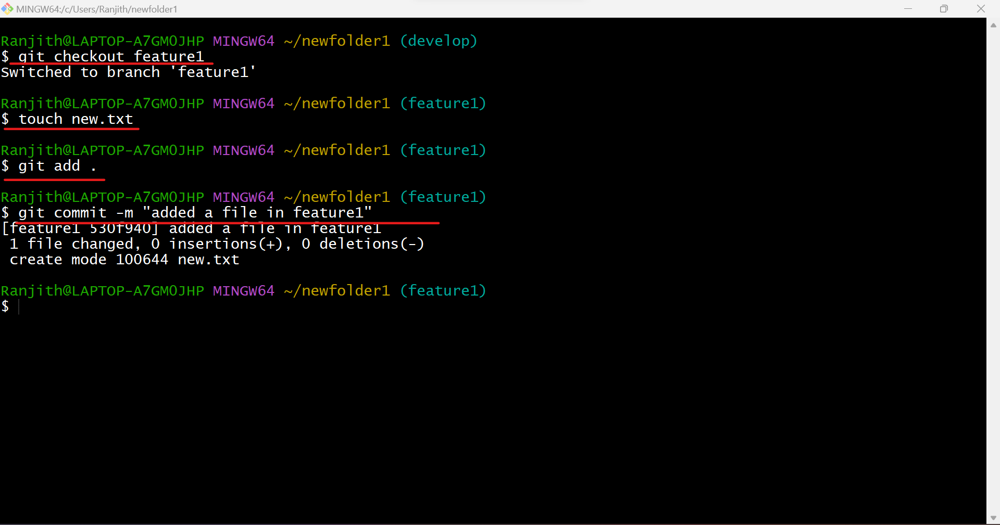 MINGW64:/c/Users/Ranjith/newfolder1
Ranjith@LAPTOP-A7GMOJHP MINGW64 ~/newfolder1 (develop)
$ git checkout feature1
Switched to branch 'feature1'
Ranjith@LAPTOP-A7GMOJHP MINGW64 ~/newfolder1 (feature1)
$ touch new.txt
Ranjith@LAPTOP-A7GMOJHP MINGW64 ~/newfolder1 (feature1)
$ git add .
Ranjith@LAPTOP-A7GMOJHP MINGW64 ~/newfolder1 (feature1)
$ git commit -m "added a file in feature1"
[feature1 530f940] added a file in feature1
1 file changed, 0 insertions(+), 0 deletions(-)
create mode 100644 new.txt
Ranjith@LAPTOP-A7GMOJHP MINGW64 ~/newfolder1 (feature1)
$